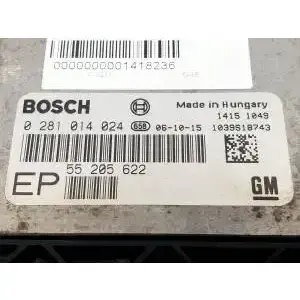 0000000001418236
BOSCH
Made in Hungary
1415 1049
0 281 014 024 658 06-10-15 1039S18743
55 205 622
EP
GM